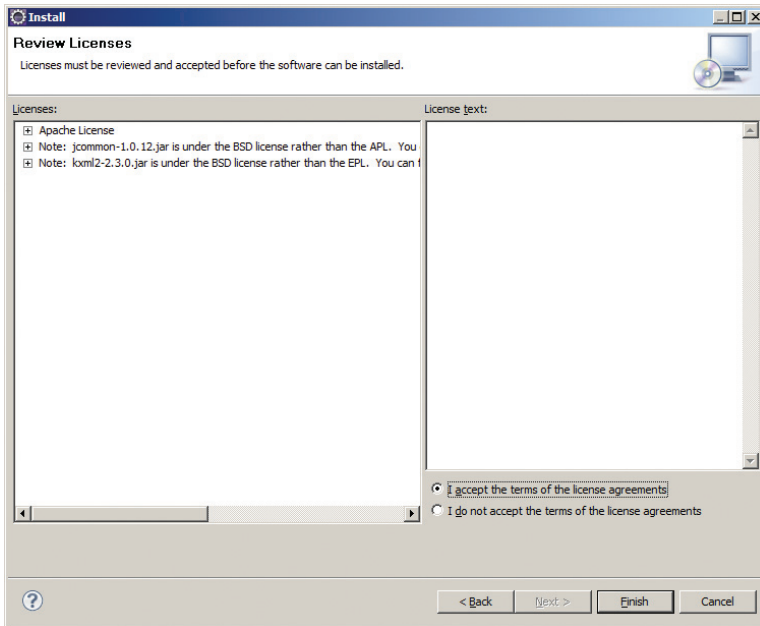 Install
Review Licenses
Licenses must be reviewed and accepted before the software can be installed.
Licenses:
License text:
Apache License
Note: jcommon-1.0.12.jar is under the BSD license rather than the APL. You
Note: kxml2-2.3.0.jar is under the BSD license rather than the EPL. You can f
I accept the terms of the license agreements
I do not accept the terms of the license agreements
?
< Back
Next >
Finish
Cancel